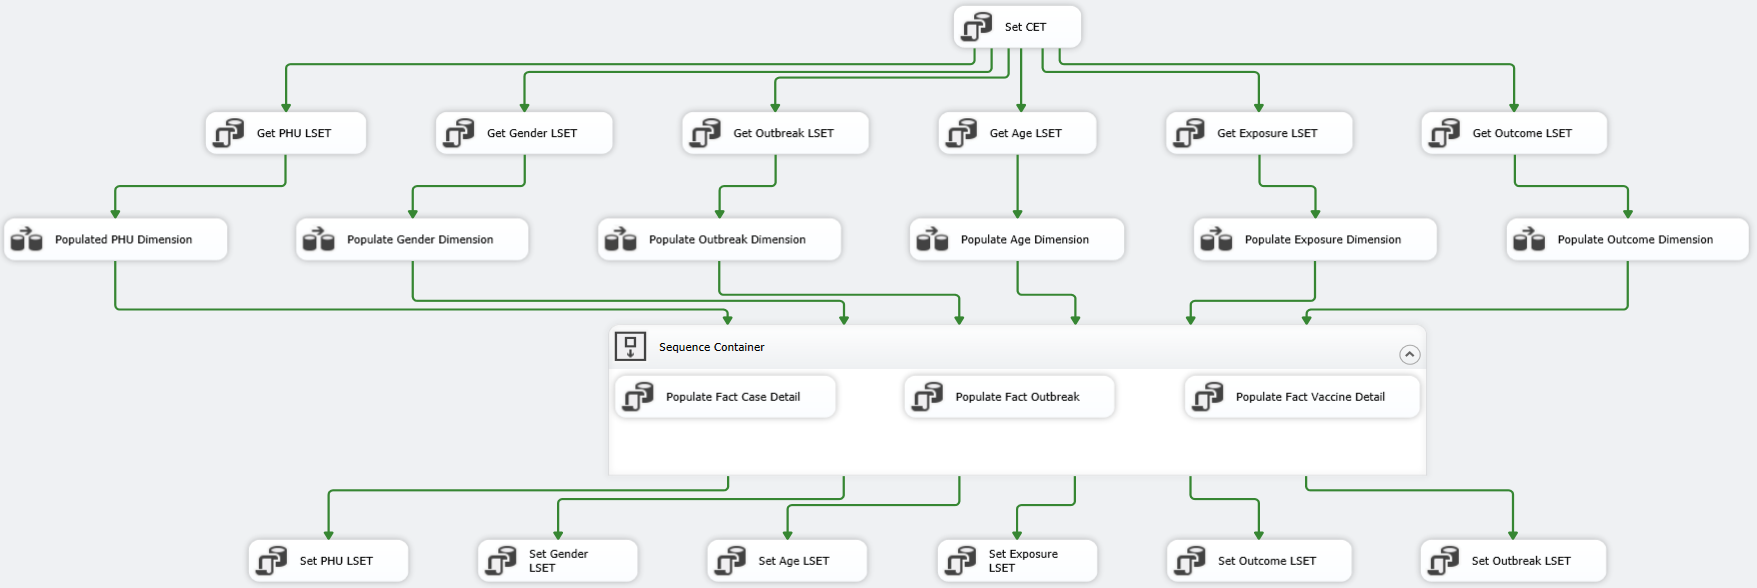 Set CET
Get PHU LSET
Get Gender LSET
Get Outbreak LSET
Get Age LSET
Get Exposure LSET
Get Outcome LSET
Populated PHU Dimension
Populate Gender Dimension
Populate Outbreak Dimension
Populate Age Dimension
Populate Exposure Dimension
Populate Outcome Dimension
Sequence Container
Populate Fact Case Detail
Populate Fact Outbreak
Populate Fact Vaccine Detail
Set PHU LSET
Set Gender
LSET
Set Age LSET
Set Exposure
LSET
Set Outcome LSET
Set Outbreak LSET